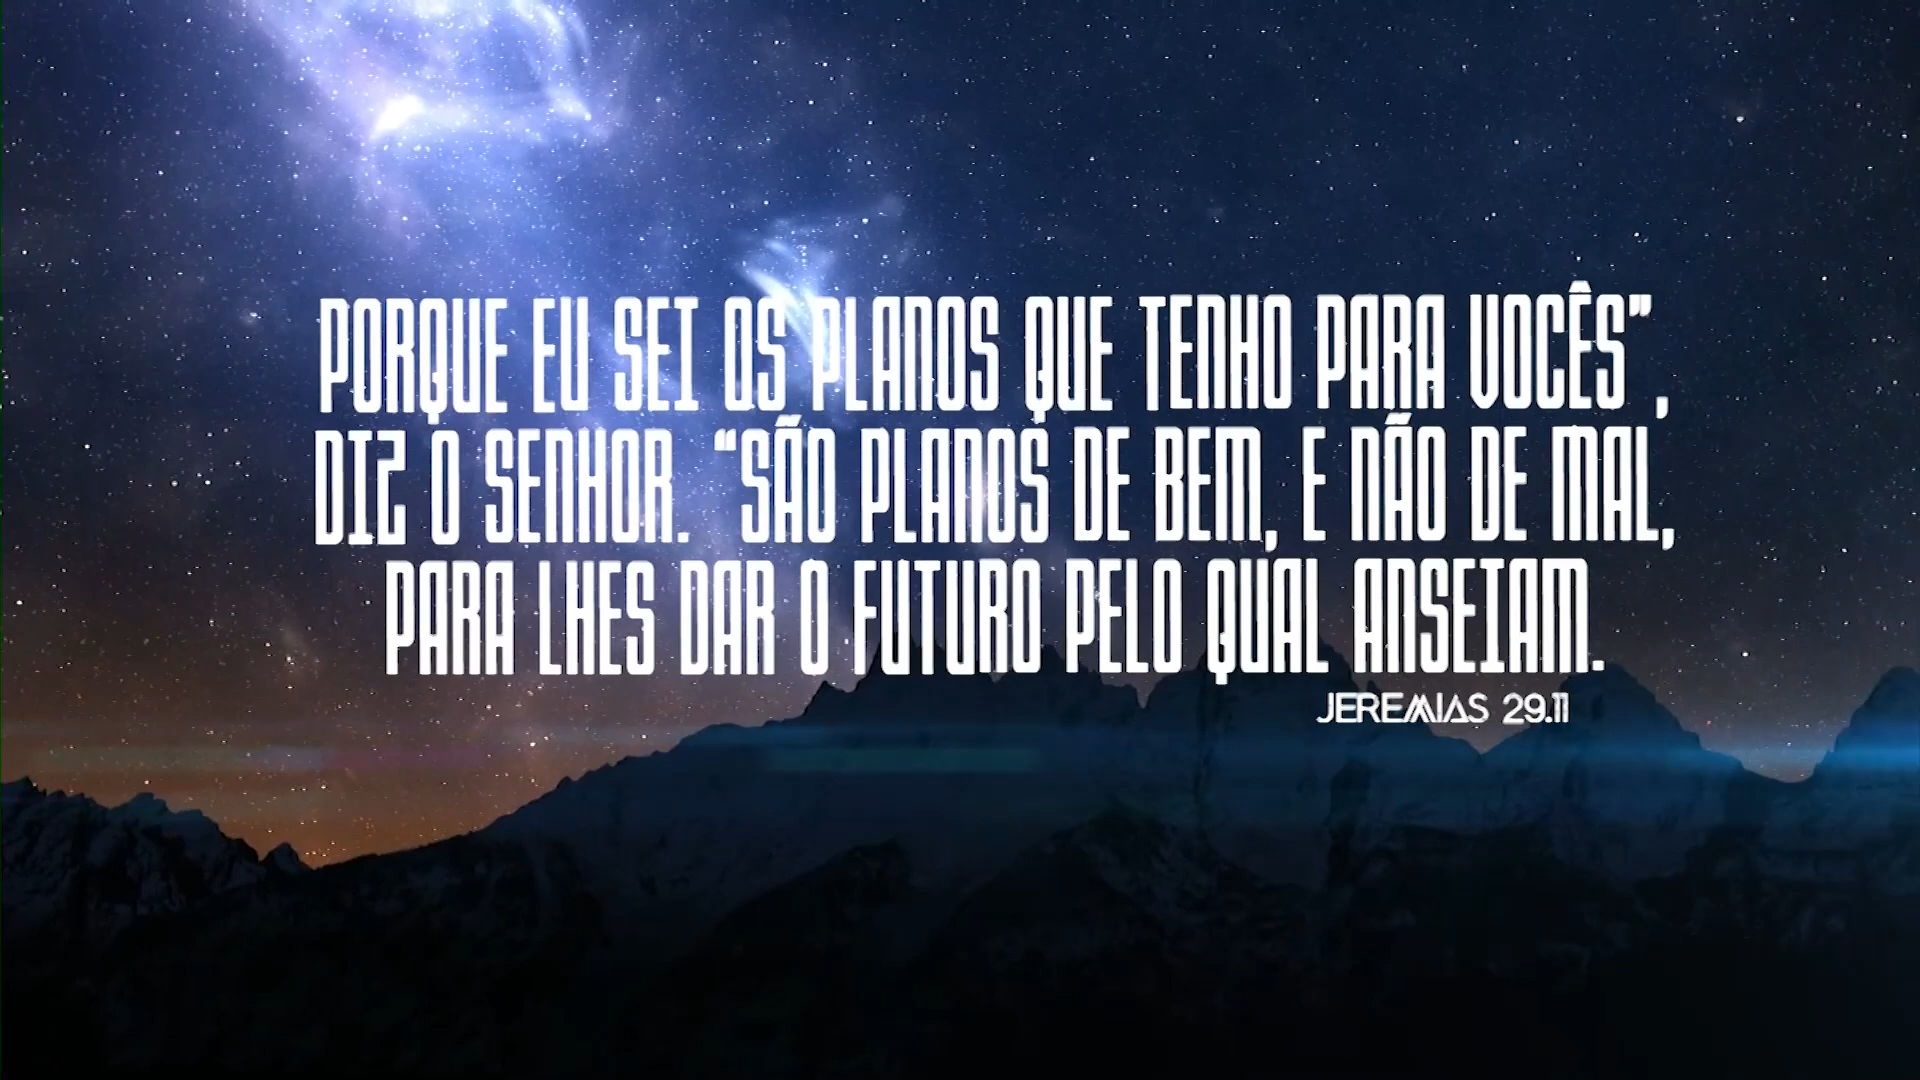 PORQUE EU SEI OS PLANOS QUE TENHO PARA VOCÊS",
DIZ O SENHOR. "SÃO PLANOS DE BEM, E NÃO DE MAL,
PARA LHES DAR O FUTURO PELO QUAL ANSEIAM.
JEREMIAS 29.11